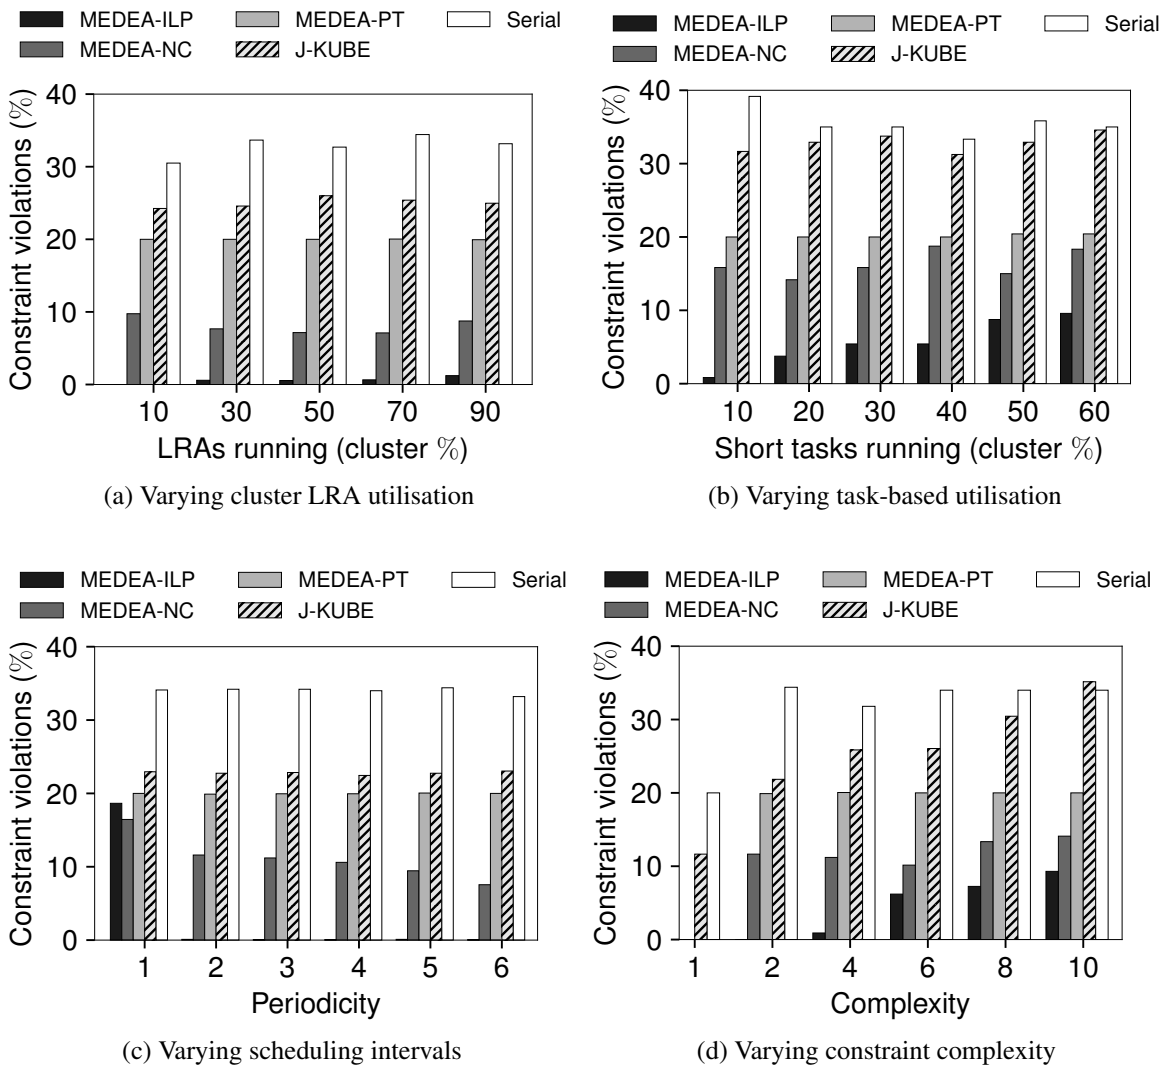 MEDEA-ILP MEDEA-PT Serial
MEDEA-NC J-KUBE
40
30
20
10
0
Constraint violations (%)
10 30 50 70 90
LRAs running (cluster %)
(a) Varying cluster LRA utilisation
MEDEA-ILP MEDEA-PT Serial
MEDEA-NC J-KUBE
40
30
20
10
0
Constraint violations (%)
10 20 30 40 50 60
Short tasks running (cluster %)
(b) Varying task-based utilisation
MEDEA-ILP MEDEA-PT Serial
MEDEA-NC J-KUBE
40
30
20
10
0
Constraint violations (%)
1 2 3 4 5 6
Periodicity
(c) Varying scheduling intervals
MEDEA-ILP MEDEA-PT Serial
MEDEA-NC J-KUBE
40
30
20
10
0
Constraint violations (%)
1 2 4 6 8 10
Complexity
(d) Varying constraint complexity